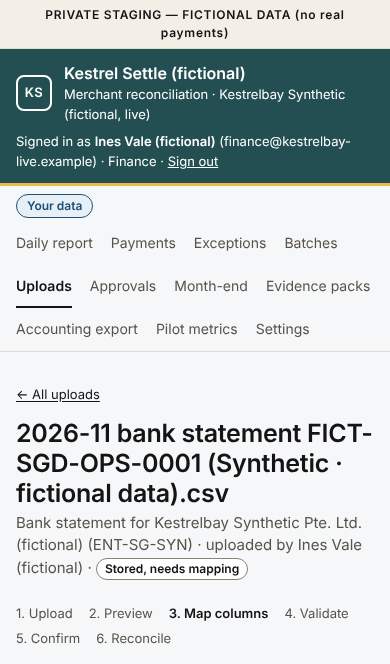 PRIVATE STAGING — FICTIONAL DATA (no real
payments)
KS
Kestrel Settle (fictional)
Merchant reconciliation · Kestrelbay Synthetic
(fictional, live)
Signed in as Ines Vale (fictional) (finance@kestrelbay-
live.example) · Finance · Sign out
Your data
Daily report Payments Exceptions Batches
Uploads Approvals Month-end Evidence packs
Accounting export Pilot metrics Settings
← All uploads
2026-11 bank statement FICT-
SGD-OPS-0001 (Synthetic ·
fictional data).csv
Bank statement for Kestrelbay Synthetic Pte. Ltd.
(fictional) (ENT-SG-SYN) · uploaded by Ines Vale
(fictional) · Stored, needs mapping
1. Upload 2. Preview 3. Map columns 4. Validate
5. Confirm 6. Reconcile